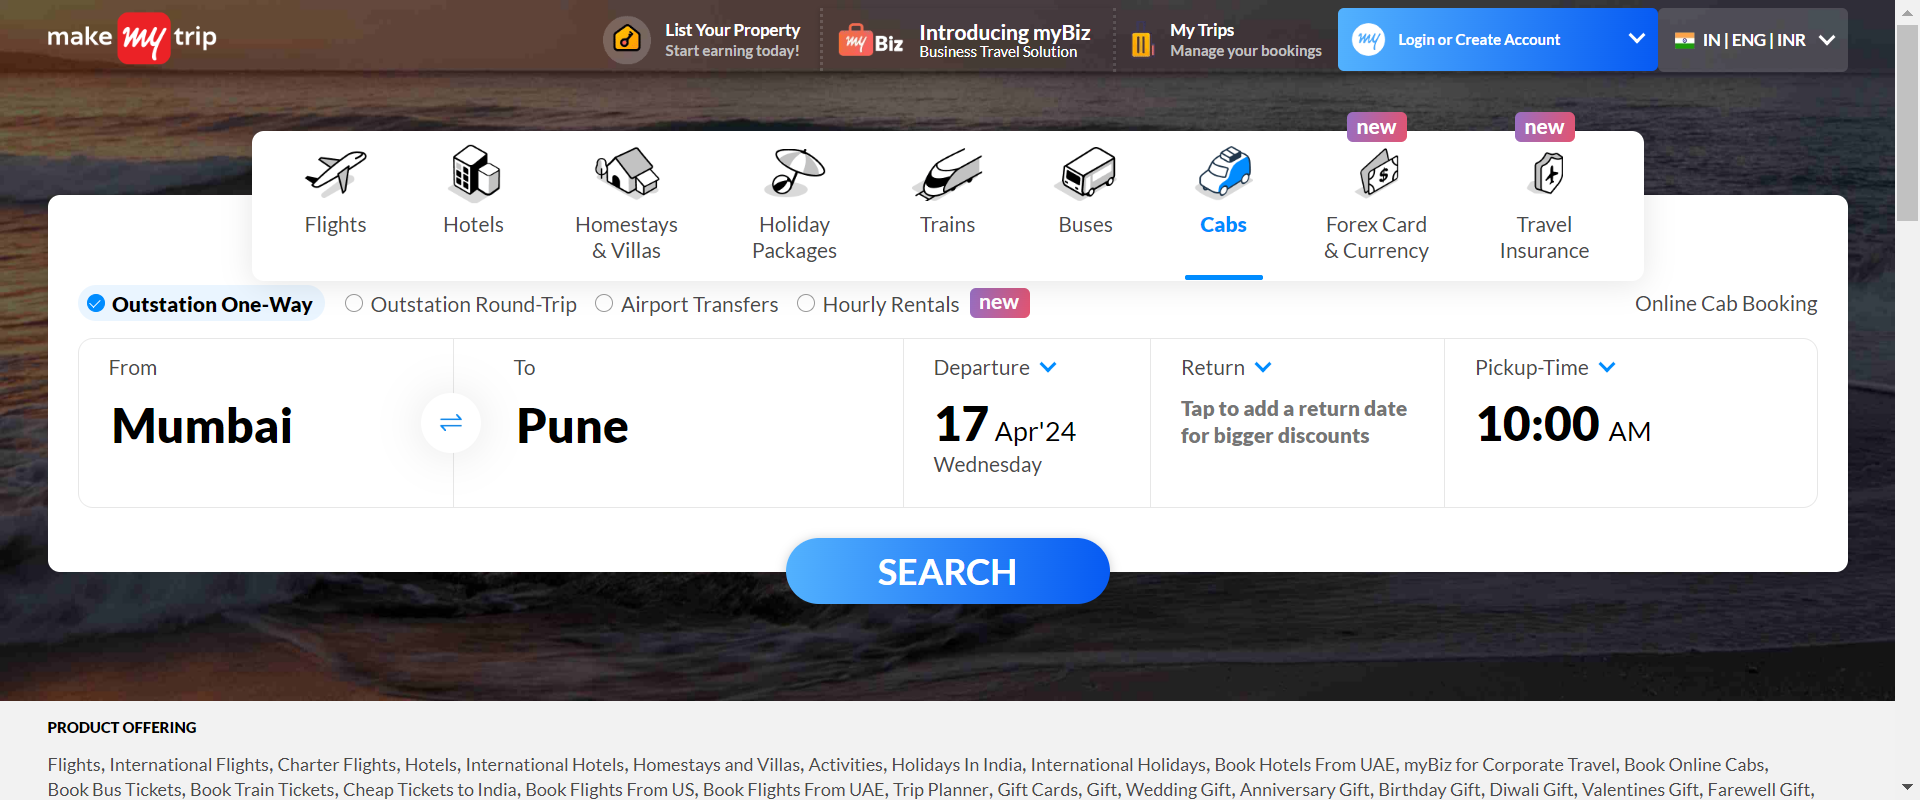 make my trip
List Your Property
Start earning today!
my Biz
Introducing myBiz
Business Travel Solution
My Trips
Manage your bookings
my
Login or Create Account
IN | ENG | INR
new
new
Flights
Hotels
Homestays
& Villas
Holiday
Packages
Trains
Buses
Cabs
Forex Card
& Currency
Travel
Insurance
Outstation One-Way
Outstation Round-Trip
Airport Transfers
Hourly Rentals
new
Online Cab Booking
From
Mumbai
To
Pune
Departure
17 Apr'24
Wednesday
Return
Tap to add a return date
for bigger discounts
Pickup-Time
10:00 AM
SEARCH
PRODUCT OFFERING
Flights, International Flights, Charter Flights, Hotels, International Hotels, Homestays and Villas, Activities, Holidays In India, International Holidays, Book Hotels From UAE, myBiz for Corporate Travel, Book Online Cabs,
Book Bus Tickets, Book Train Tickets, Cheap Tickets to India, Book Flights From US, Book Flights From UAE, Trip Planner, Gift Cards, Gift, Wedding Gift, Anniversary Gift, Birthday Gift, Diwali Gift, Valentines Gift, Farewell Gift,